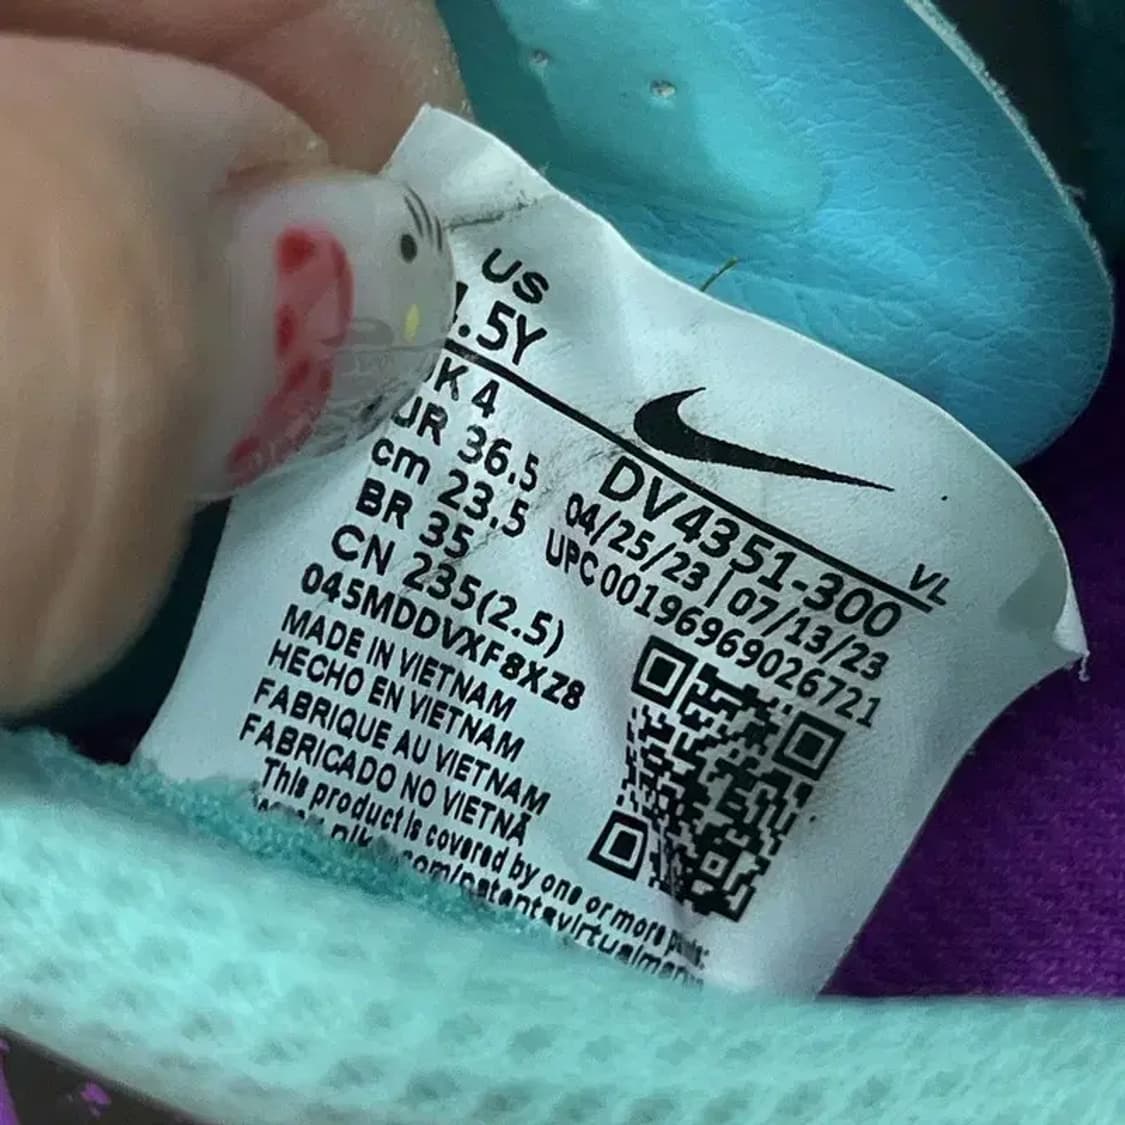 US
.5Y
K 4
UR 36.5
cm 23.5
BR 35
CN 235(2.5)
045MDDVXF8XZ8
MADE IN VIETNAM
HECHO EN VIETNAM
FABRIQUE AU VIETNAM
FABRICADO NO VIETNÃ
This product is covered by one or more
VL
DV4351-300
04/25/23 | 07/13/23
UPC 00196969026721